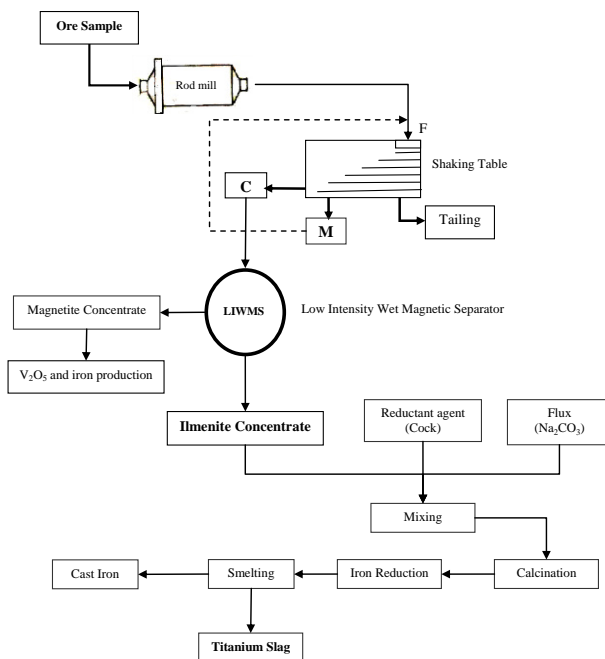 Ore Sample
Rod mill
F
Shaking Table
C
M
Tailing
LIWMS
Low Intensity Wet Magnetic Separator
Magnetite Concentrate
V₂O₅ and iron production
Ilmenite Concentrate
Reductant agent
(Cock)
Flux
(Na₂CO₃)
Mixing
Cast Iron
Smelting
Iron Reduction
Calcination
Titanium Slag